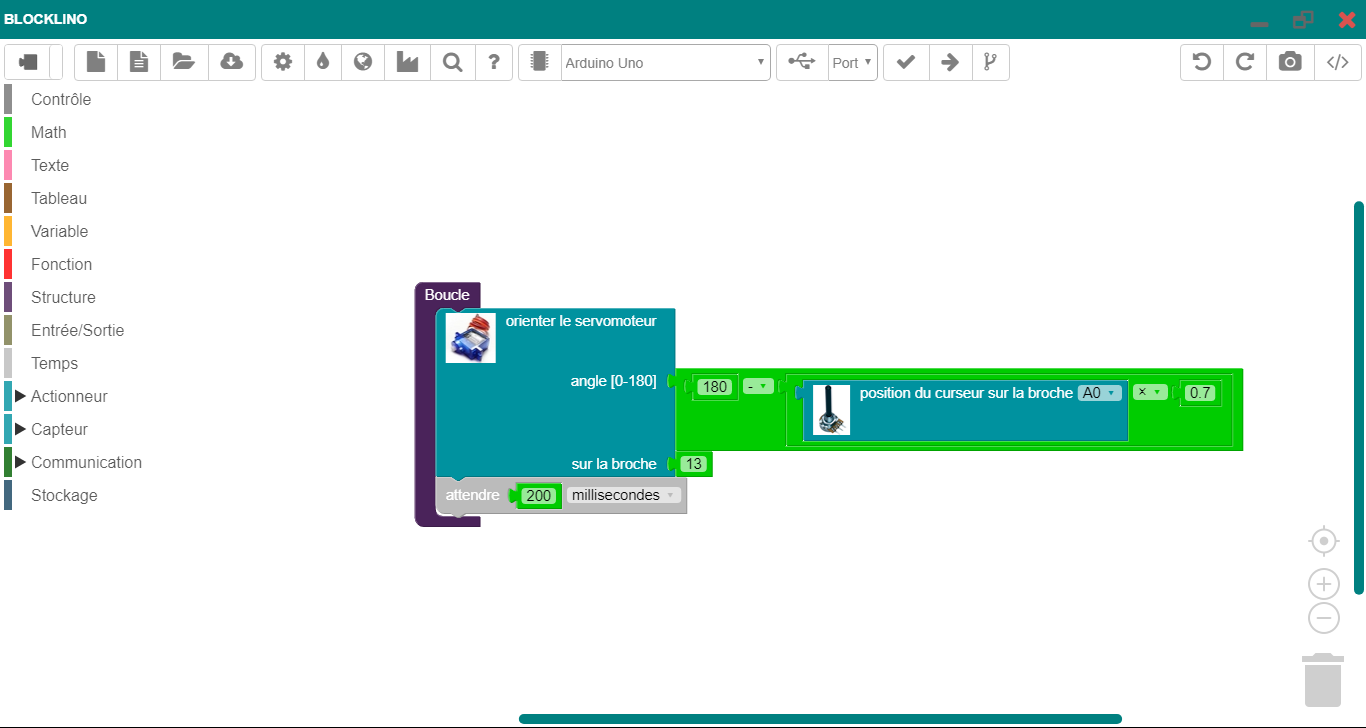 BLOCKLINO
?
Arduino Uno
Port
</>
Contrôle
Math
Texte
Tableau
Variable
Fonction
Structure
Entrée/Sortie
Temps
Actionneur
Capteur
Communication
Stockage
Boucle
orienter le servomoteur
angle [0-180] 180 - position du curseur sur la broche A0 × 0.7
sur la broche 13
attendre 200 millisecondes